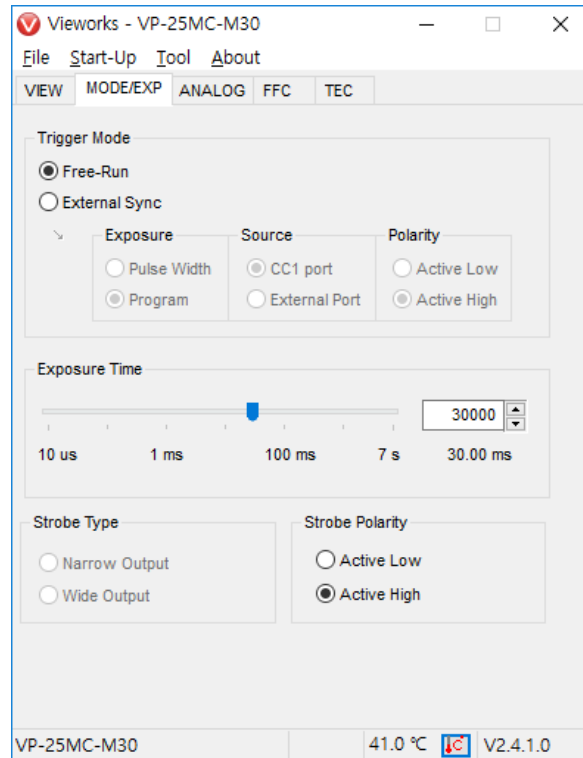 Vieworks - VP-25MC-M30
File Start-Up Tool About
VIEW MODE/EXP ANALOG FFC TEC
Trigger Mode
Free-Run
External Sync
Exposure Source Polarity
Pulse Width CC1 port Active Low
Program External Port Active High
Exposure Time
30000
10 us 1 ms 100 ms 7 s 30.00 ms
Strobe Type Strobe Polarity
Narrow Output Active Low
Wide Output Active High
VP-25MC-M30 41.0 ℃ C V2.4.1.0